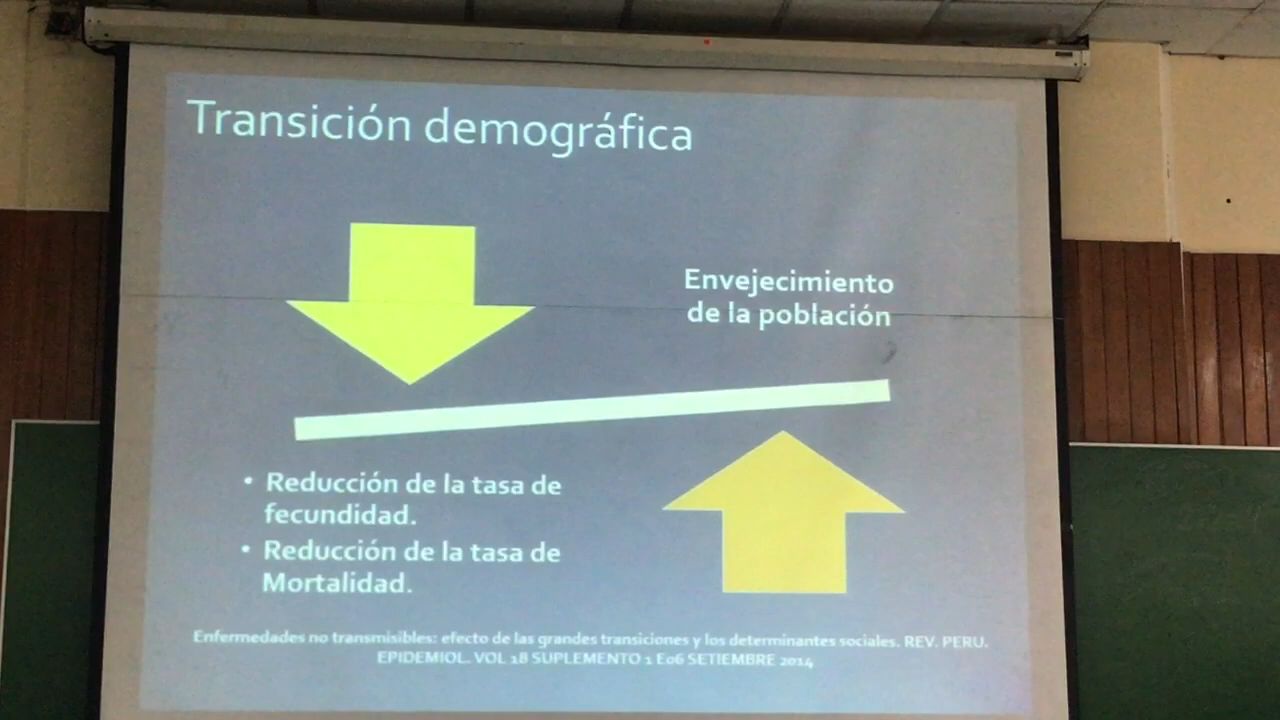 Transición demográfica
Envejecimiento
de la población
• Reducción de la tasa de
fecundidad.
• Reducción de la tasa de
Mortalidad.
Enfermedades no transmisibles: efecto de las grandes transiciones y los determinantes sociales. REV. PERU.
EPIDEMIOL. VOL 18 SUPLEMENTO 1 E06 SETIEMBRE 2014